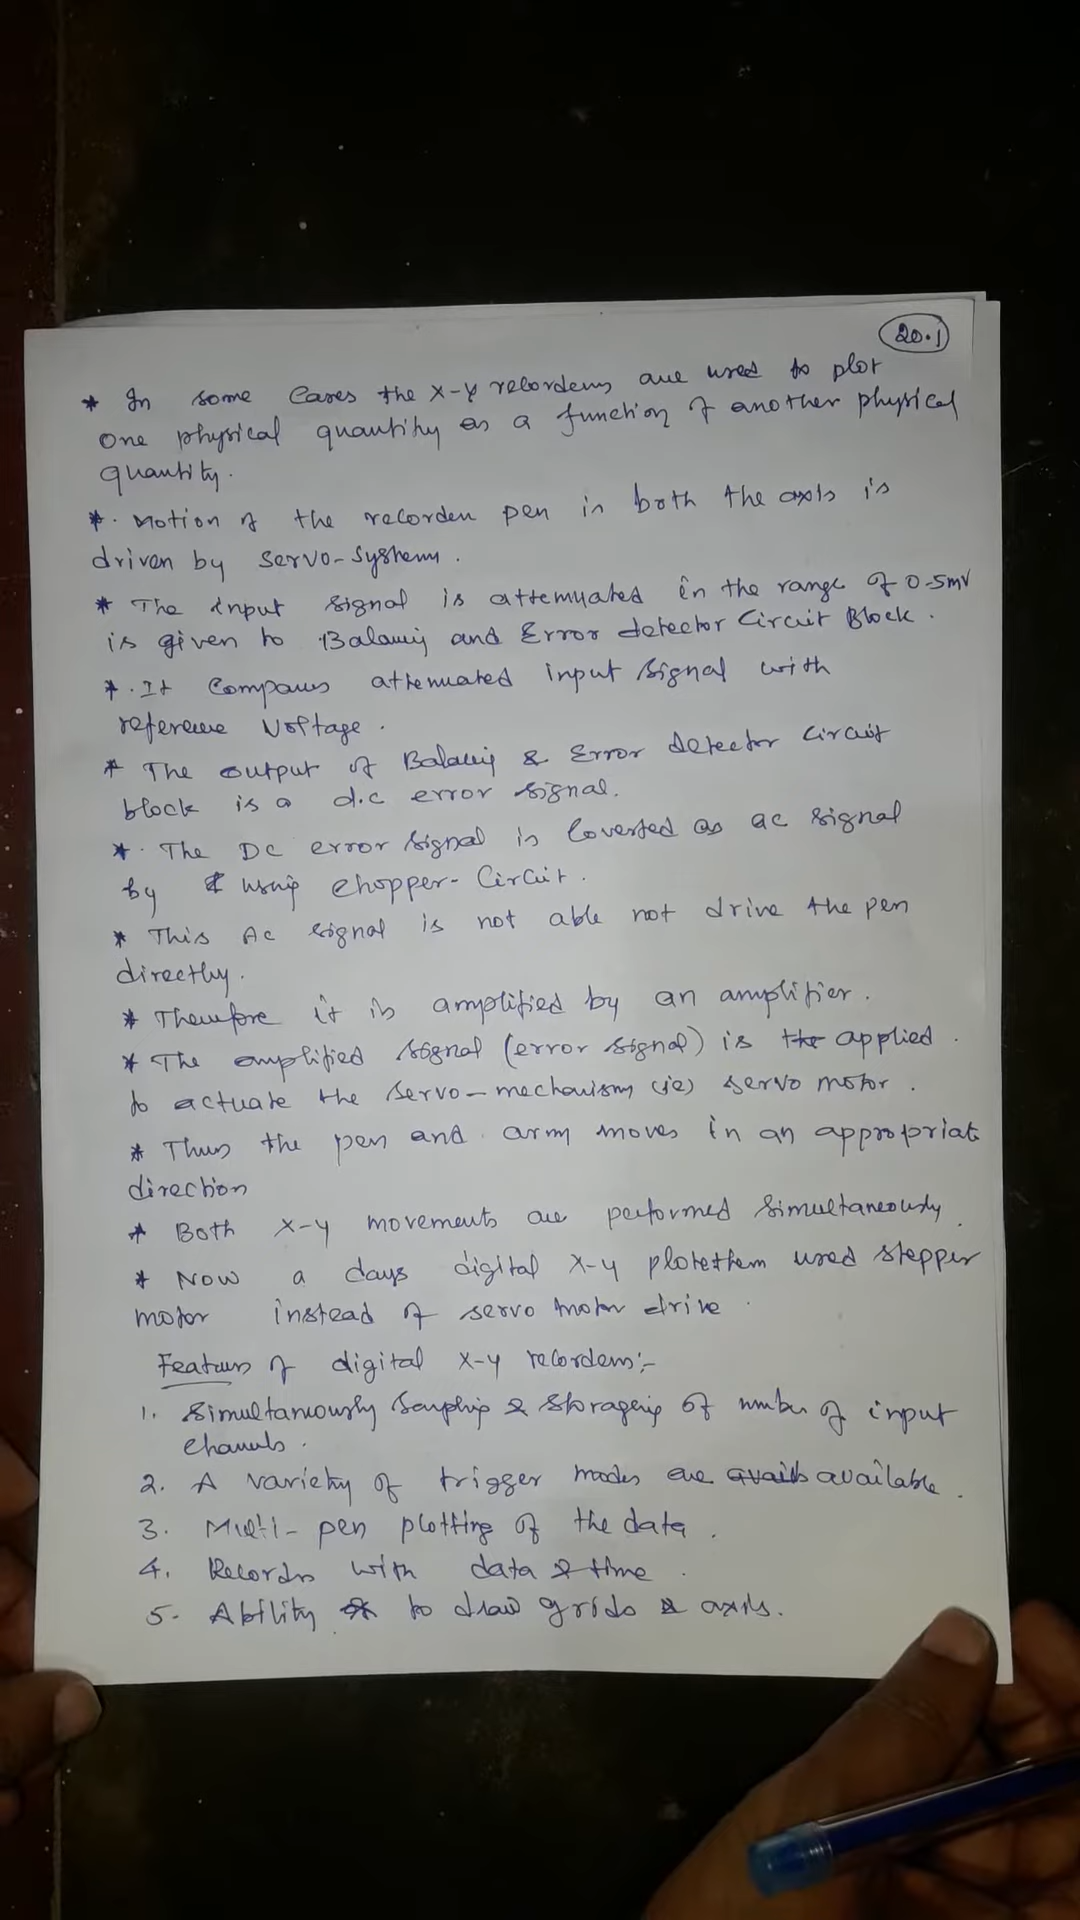 20.1
* In some cases the X-Y recorders are used to plot
one physical quantity as a function of another physical
quantity.
*. Motion of the recorder pen in both the axis is
driven by servo-systems.
* The input signal is attenuated in the range of 0-5mV
is given to Balancing and Error detector Circuit Block.
*. It Compares attenuated input signal with
reference Voltage.
* The output of Balancing & Error detector circuit
block is a d.c error signal.
*. The DC error signal is Coverted as ac signal
by using chopper-Circuit.
* This AC signal is not able not drive the pen
directly.
* Therefore it is amplified by an amplifier.
* The amplified signal (error signal) is applied
to actuate the servo-mechanism (ie) servo motor.
* Thus the pen and arm moves in an appropriate
direction
* Both X-Y movements are performed simultaneously.
* Now a days digital X-Y used stepper
motor instead of servo motor drive
Features of digital X-Y recorders:-
1. Simultaneously Sampling & storageing of number of input
channels.
2. A variety of trigger modes are available.
3. Multi-pen plotting of the data.
4. Records with data & time.
5. Ability to draw grids & axis.